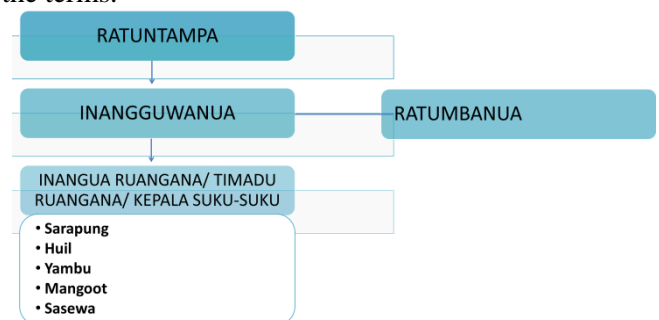 the terms.
RATUNTAMPA
INANGGUWANUA
RATUMBANUA
INANGUA RUANGANA/ TIMADU
RUANGANA/ KEPALA SUKU-SUKU
• Sarapung
• Huil
• Yambu
• Mangoot
• Sasewa